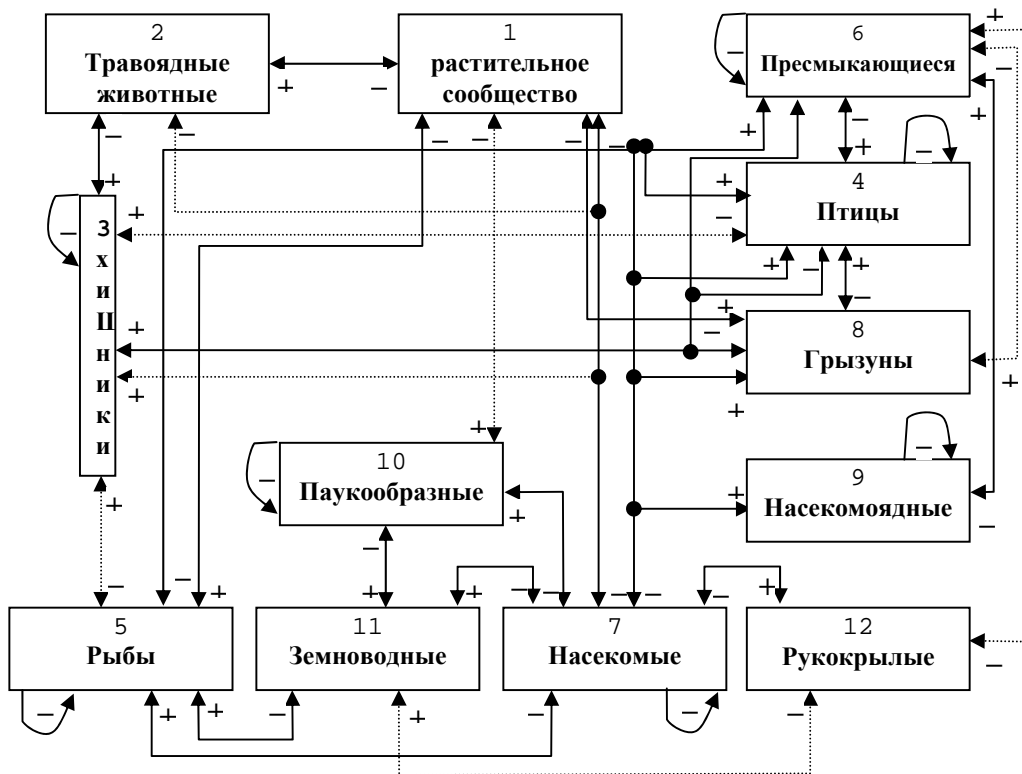 2
Травоядные
животные
1
растительное
сообщество
6
Пресмыкающиеся
4
Птицы
3
х
и
Щ
н
и
к
и
8
Грызуны
10
Паукообразные
9
Насекомоядные
5
Рыбы
11
Земноводные
7
Насекомые
12
Рукокрылые